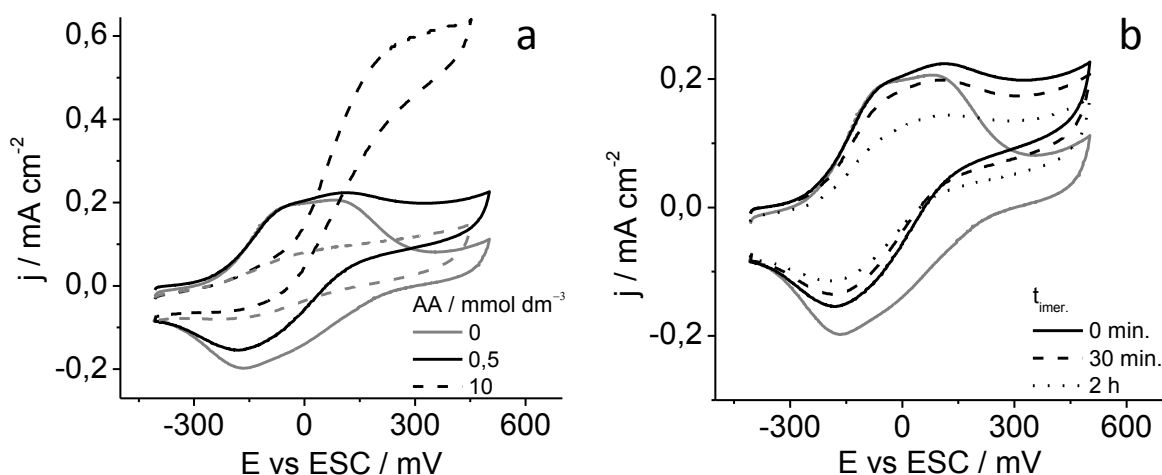 a
0,6
0,4
0,2
0,0
-0,2
j / mA cm⁻²
AA / mmol dm⁻³
0
0,5
10
-300 0 300 600
E vs ESC / mV
b
0,2
0,0
-0,2
j / mA cm⁻²
t imer.
0 min.
30 min.
2 h
-300 0 300 600
E vs ESC / mV